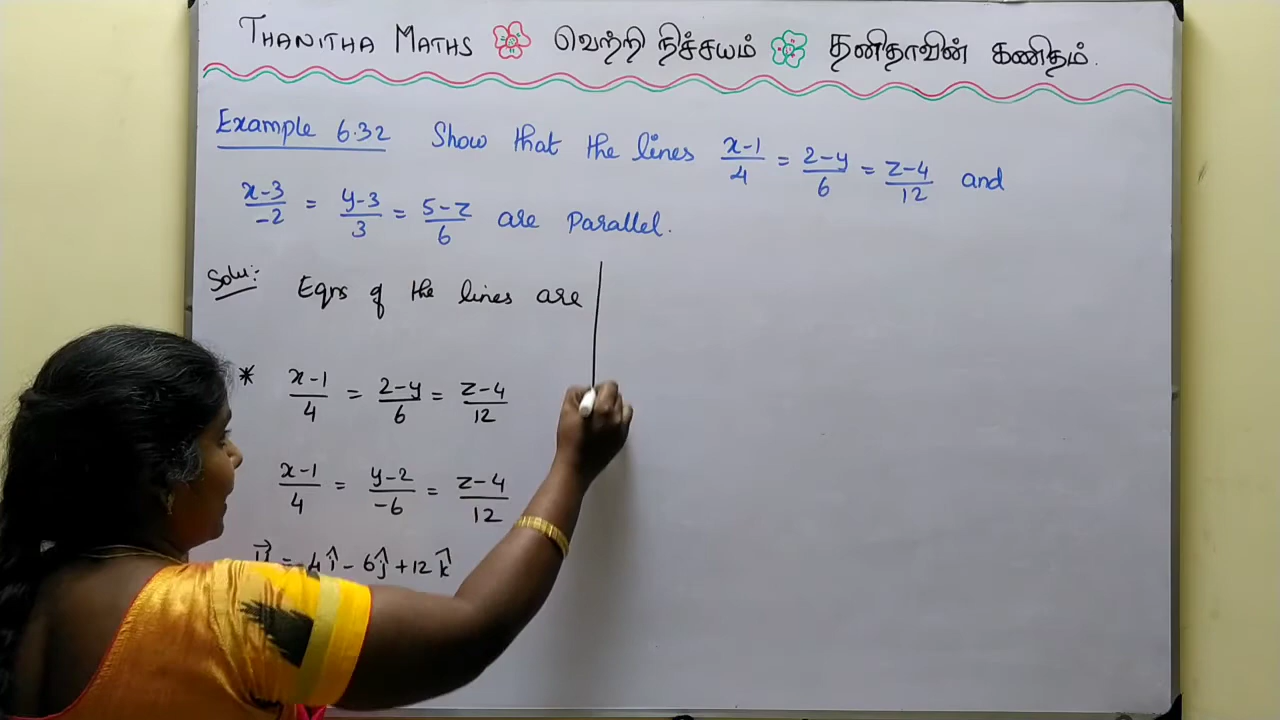 THANITHA MATHS வெற்றி நிச்சயம் தனிதாவின் கணிதம்.
Example 6.32 Show that the lines (x-1)/4 = (2-y)/6 = (z-4)/12 and
(x-3)/-2 = (y-3)/3 = (5-z)/6 are Parallel.
Solu:- Eqns of the lines are
* (x-1)/4 = (2-y)/6 = (z-4)/12
(x-1)/4 = (y-2)/-6 = (z-4)/12
= 4î - 6ĵ + 12k̂